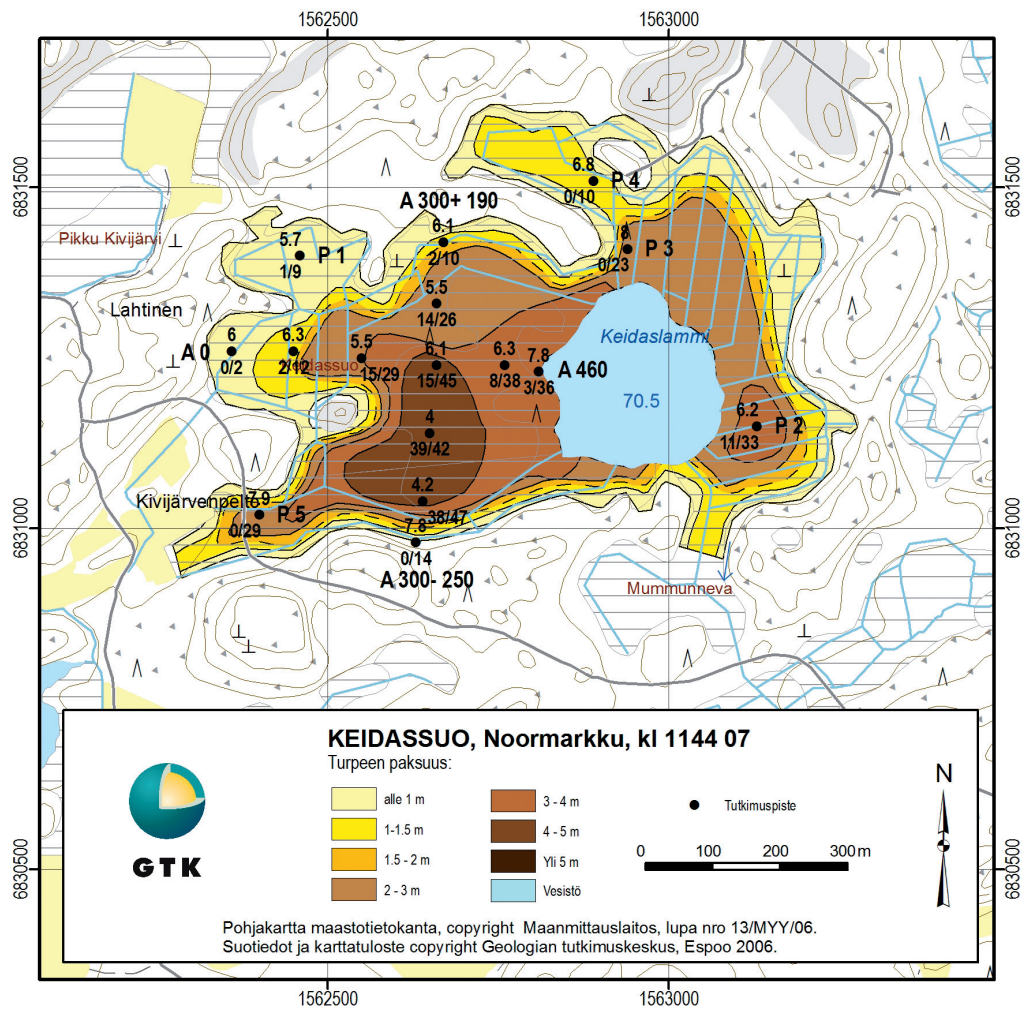 1562500 1563000
6831500 6831500
6.8
P 4
0/10
A 300+ 190
6.1
2/10
Pikku Kivijärvi
5.7
P 1
1/9
8
P 3
0/23
Lahtinen
5.5
14/26
Keidaslammi
6
A 0
0/2
6.3
2/12
Keidassuo
5.5
15/29
6.1
15/45
6.3
8/38
7.8
A 460
3/36
70.5
6.2
P 2
11/33
4
39/42
4.2
38/47
Kivijärvenpelto
7.9
P 5
0/29
7.8
0/14
A 300- 250
6831000 6831000
Mummunneva
KEIDASSUO, Noormarkku, kl 1144 07
Turpeen paksuus:
alle 1 m
1-1.5 m
1.5 - 2 m
2 - 3 m
3 - 4 m
4 - 5 m
Yli 5 m
Vesistö
Tutkimuspiste
0 100 200 300 m
N
GTK
6830500 6830500
Pohjakartta maastotietokanta, copyright Maanmittauslaitos, lupa nro 13/MYY/06.
Suotiedot ja karttatuloste copyright Geologian tutkimuskeskus, Espoo 2006.
1562500 1563000